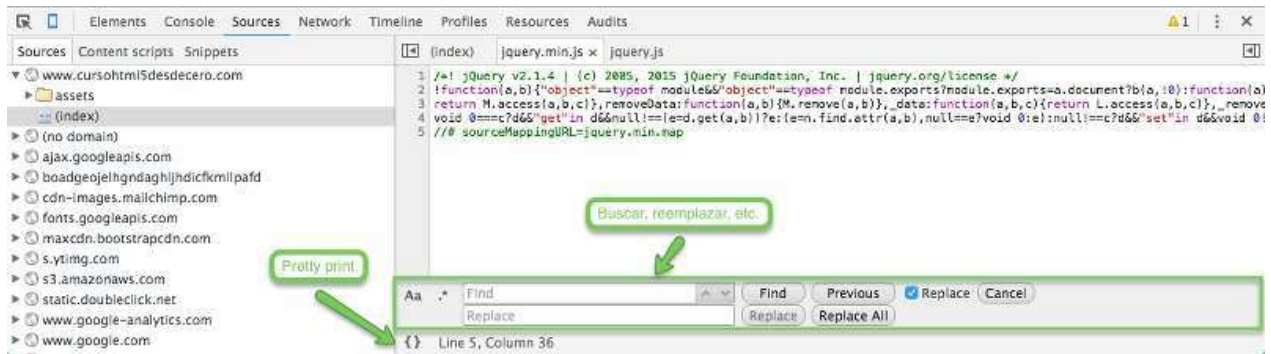 Elements Console Sources Network Timeline Profiles Resources Audits 1
Sources Content scripts Snippets
(index) jquery.min.js × jquery.js
www.cursohtml5desdecero.com
assets
(index)
(no domain)
ajax.googleapis.com
boadgeojelhgndaghljhdicfkmllpafd
cdn-images.mailchimp.com
fonts.googleapis.com
maxcdn.bootstrapcdn.com
s.ytimg.com
s3.amazonaws.com
static.doubleclick.net
www.google-analytics.com
www.google.com
1 /*! jQuery v2.1.4 | (c) 2005, 2015 jQuery Foundation, Inc. | jquery.org/license */
2 !function(a,b){"object"==typeof module&&"object"==typeof module.exports?module.exports=a.document?b(a,!0):function(a)
3 return M.access(a,b,c)},removeData:function(a,b){M.remove(a,b)},_data:function(a,b,c){return L.access(a,b,c)},_remove
4 void 0===c?d&&"get"in d&&null!==(e=d.get(a,b))?e:(e=n.find.attr(a,b),null==e?void 0:e):null!==c?d&&"set"in d&&void 0!
5 //# sourceMappingURL=jquery.min.map
Buscar, reemplazar, etc.
Pretty print.
Aa .* Find Find Previous Replace Cancel
Replace Replace Replace All
{} Line 5, Column 36